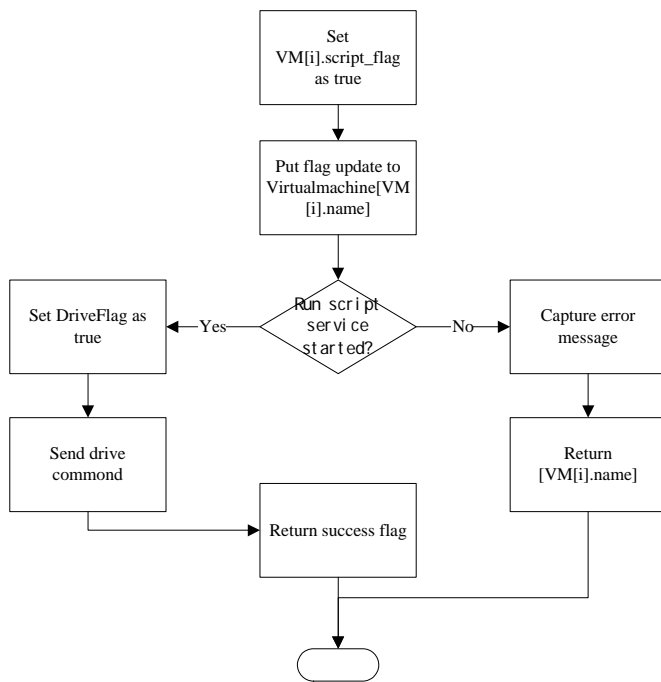 Set
VM[i].script_flag
as true
Put flag update to
Virtualmachine[VM
[i].name]
Run script
service
started?
Yes
No
Set DriveFlag as
true
Capture error
message
Send drive
commond
Return
[VM[i].name]
Return success flag